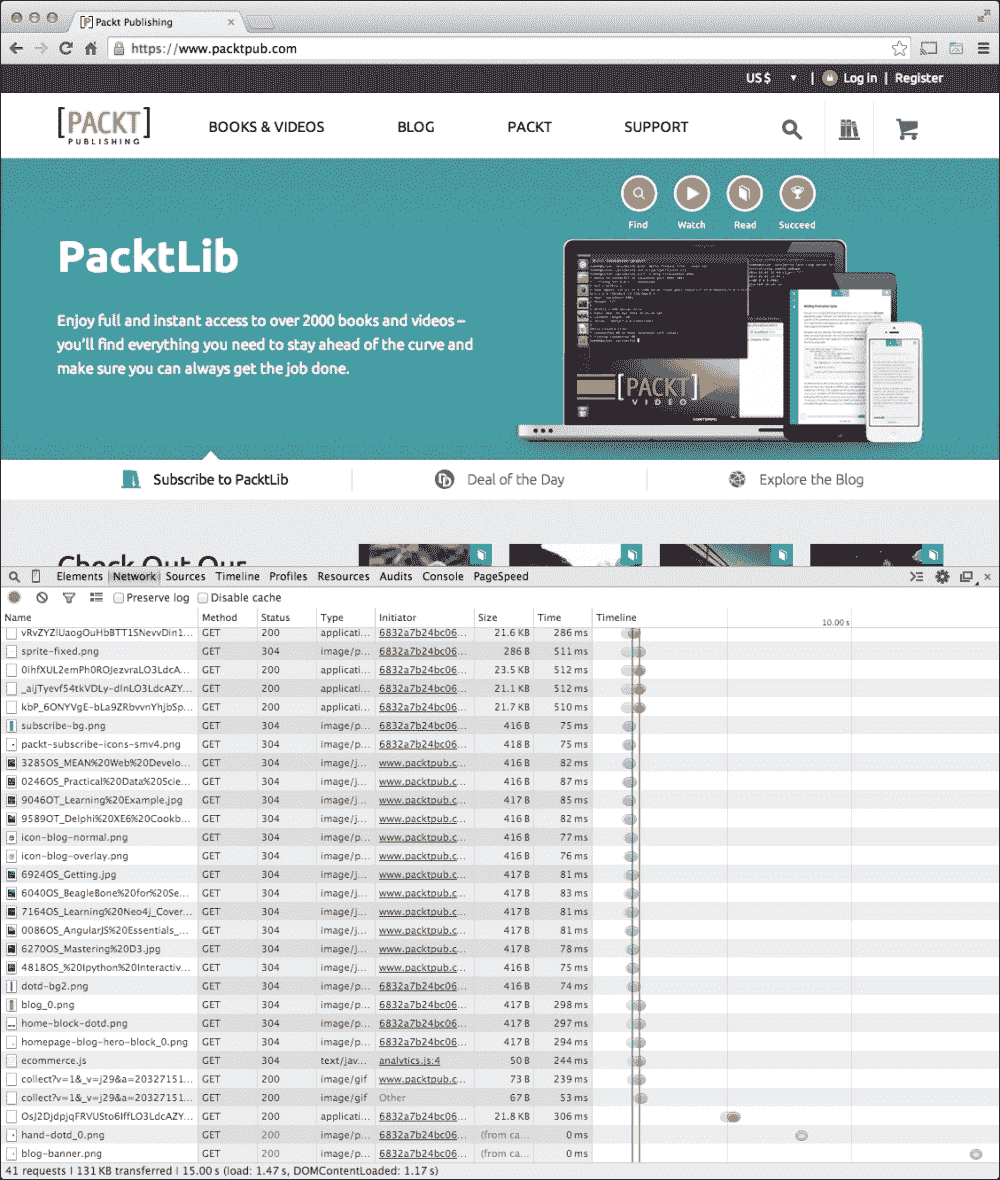 Packt Publishing
https://www.packtpub.com
US $ ▼ | Log in | Register
[PACKT]
PUBLISHING
BOOKS & VIDEOS BLOG PACKT SUPPORT
Find Watch Read Succeed
PacktLib
Enjoy full and instant access to over 2000 books and videos –
you'll find everything you need to stay ahead of the curve and
make sure you can always get the job done.
[PACKT]
VIDEO
Subscribe to PacktLib Deal of the Day Explore the Blog
Check Out Our
Elements Network Sources Timeline Profiles Resources Audits Console PageSpeed
Preserve log Disable cache
Name Method Status Type Initiator Size Time Timeline
10.00 s
GET 200 applicati... 6832a7b24bc06... 21.6 KB 286 ms
sprite-fixed.png GET 304 image/p... 6832a7b24bc06... 286 B 511 ms
0ihfXUL2emPh0ROJezvraLO3LdcA... GET 200 applicati... 6832a7b24bc06... 23.5 KB 512 ms
_aijTyevf54tkVDLy-dlnLO3LdcAZY... GET 200 applicati... 6832a7b24bc06... 21.1 KB 512 ms
kbP_6ONYVgE-bLa9ZRbvvnYhjbSp... GET 200 applicati... 6832a7b24bc06... 21.7 KB 510 ms
subscribe-bg.png GET 304 image/p... 6832a7b24bc06... 416 B 75 ms
packt-subscribe-icons-smv4.png GET 304 image/p... 6832a7b24bc06... 418 B 75 ms
3285OS_MEAN%20Web%20Develo... GET 304 image/j... www.packtpub.c... 416 B 82 ms
0246OS_Practical%20Data%20Scie... GET 304 image/j... www.packtpub.c... 416 B 87 ms
9046OT_Learning%20Example.jpg GET 304 image/j... www.packtpub.c... 417 B 85 ms
9589OT_Delphi%20XE6%20Cookb... GET 304 image/j... www.packtpub.c... 416 B 82 ms
icon-blog-normal.png GET 304 image/p... www.packtpub.c... 416 B 77 ms
icon-blog-overlay.png GET 304 image/p... www.packtpub.c... 416 B 76 ms
6924OS_Getting.jpg GET 304 image/j... www.packtpub.c... 417 B 81 ms
6040OS_BeagleBone%20for%20Se... GET 304 image/j... www.packtpub.c... 417 B 83 ms
7164OS_Learning%20Neo4j_Cover... GET 304 image/j... www.packtpub.c... 417 B 81 ms
0086OS_AngularJS%20Essentials_... GET 304 image/j... www.packtpub.c... 417 B 81 ms
6270OS_Mastering%20D3.jpg GET 304 image/j... www.packtpub.c... 417 B 78 ms
4818OS_%20Ipython%20Interactiv... GET 304 image/j... www.packtpub.c... 416 B 75 ms
dotd-bg2.png GET 304 image/p... 6832a7b24bc06... 416 B 74 ms
blog_0.png GET 304 image/p... 6832a7b24bc06... 417 B 298 ms
home-block-dotd.png GET 304 image/p... 6832a7b24bc06... 417 B 297 ms
homepage-blog-hero-block_0.png GET 304 image/p... 6832a7b24bc06... 417 B 294 ms
ecommerce.js GET 304 text/jav... analytics.js:4 50 B 244 ms
collect?v=1&_v=j29&a=20327151... GET 200 image/gif www.packtpub.c... 73 B 239 ms
collect?v=1&_v=j29&a=20327151... GET 200 image/gif Other 67 B 53 ms
OsJ2DjdpjqFRVUSto6IffLO3LdcAZY... GET 200 applicati... 6832a7b24bc06... 21.8 KB 306 ms
hand-dotd_0.png GET 200 image/p... 6832a7b24bc06... (from ca... 0 ms
blog-banner.png GET 200 image/p... 6832a7b24bc06... (from ca... 0 ms
41 requests | 131 KB transferred | 15.00 s (load: 1.47 s, DOMContentLoaded: 1.17 s)